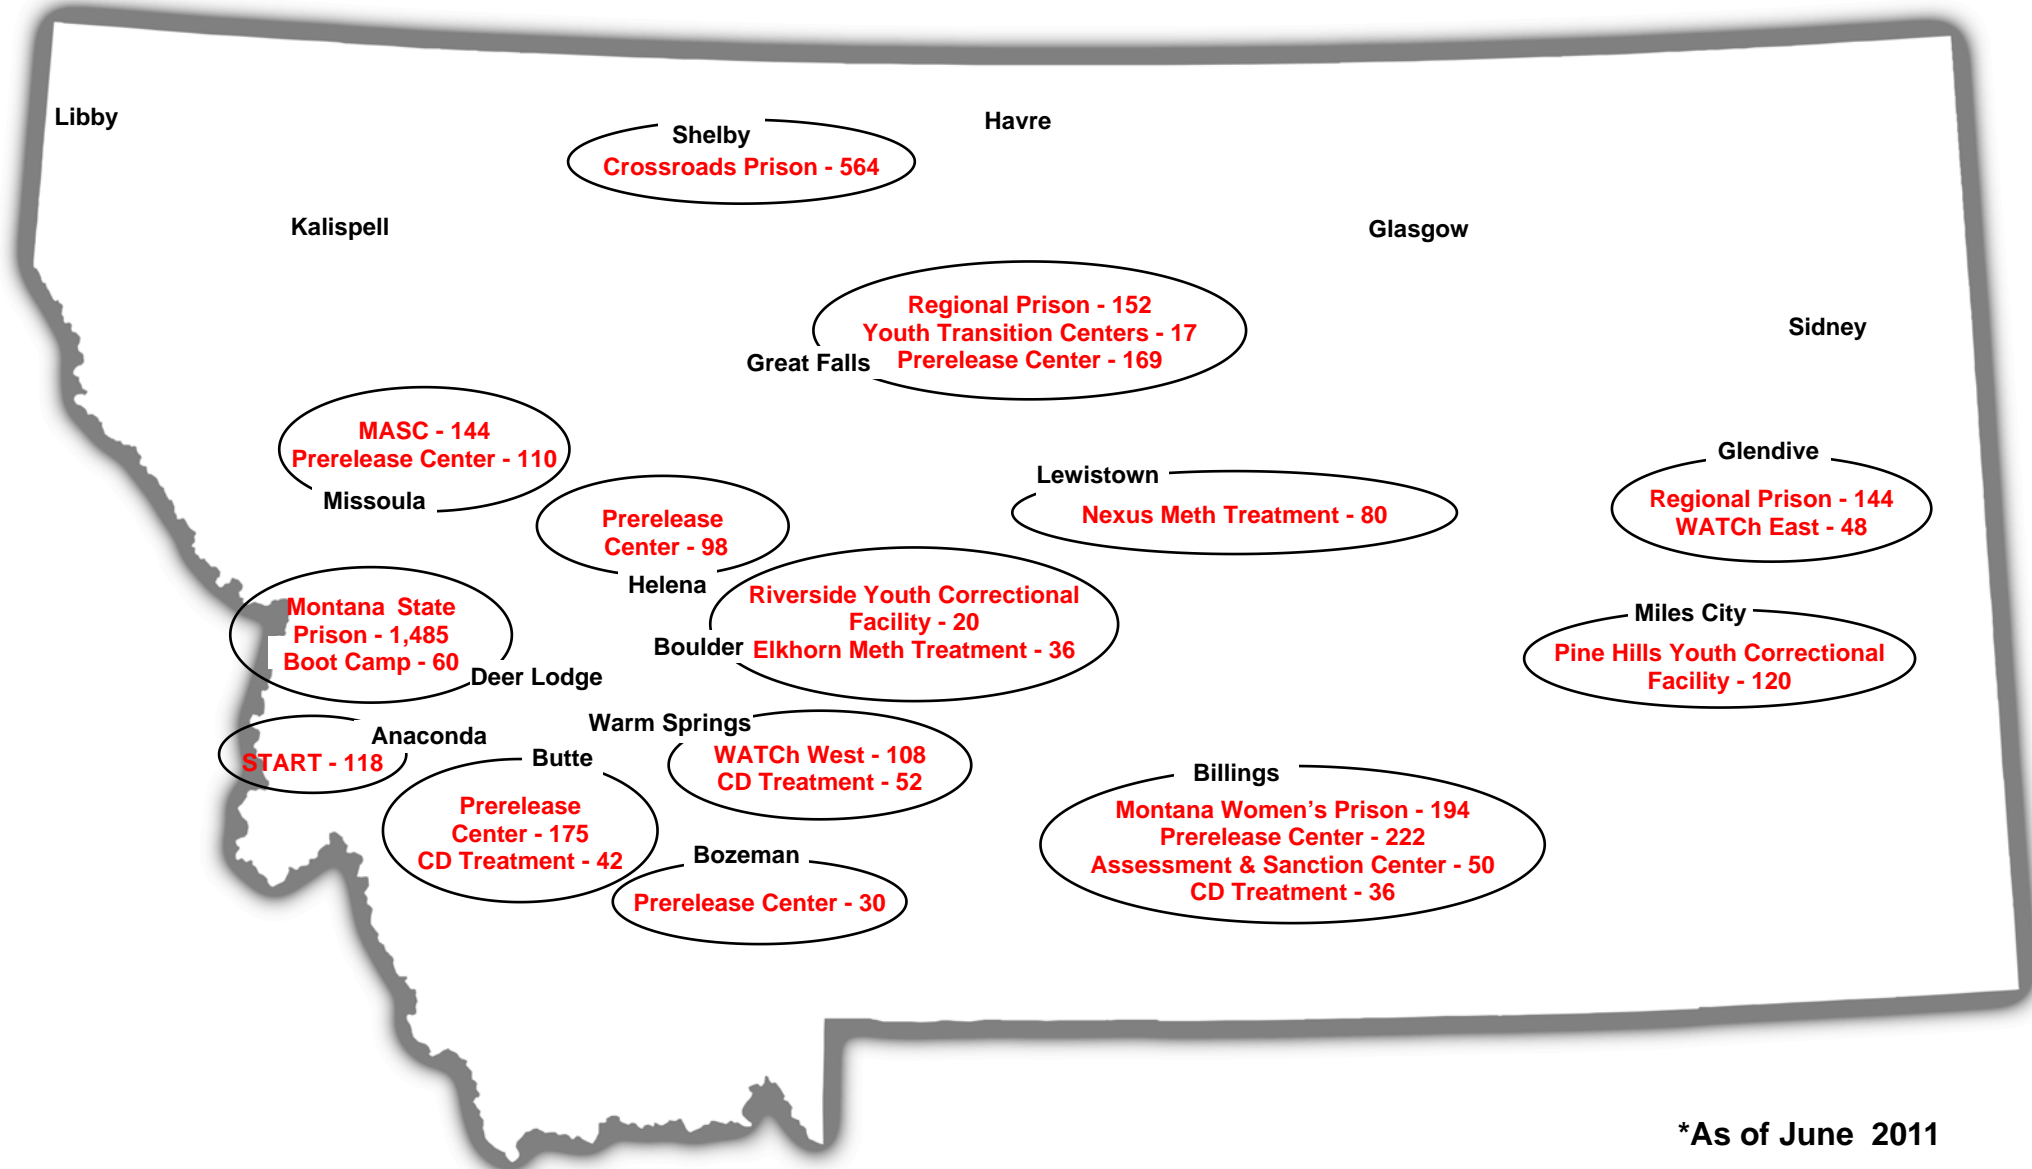 Libby
Havre
Shelby
Crossroads Prison - 564
Kalispell
Glasgow
Regional Prison - 152
Youth Transition Centers - 17
Prerelease Center - 169
Great Falls
Sidney
MASC - 144
Prerelease Center - 110
Missoula
Prerelease
Center - 98
Helena
Lewistown
Nexus Meth Treatment - 80
Glendive
Regional Prison - 144
WATCh East - 48
Montana State
Prison - 1,485
Boot Camp - 60
Deer Lodge
Riverside Youth Correctional
Facility - 20
Elkhorn Meth Treatment - 36
Boulder
Miles City
Pine Hills Youth Correctional
Facility - 120
Anaconda
START - 118
Butte
Prerelease
Center - 175
CD Treatment - 42
Warm Springs
WATCh West - 108
CD Treatment - 52
Bozeman
Prerelease Center - 30
Billings
Montana Women’s Prison - 194
Prerelease Center - 222
Assessment & Sanction Center - 50
CD Treatment - 36
*As of June 2011